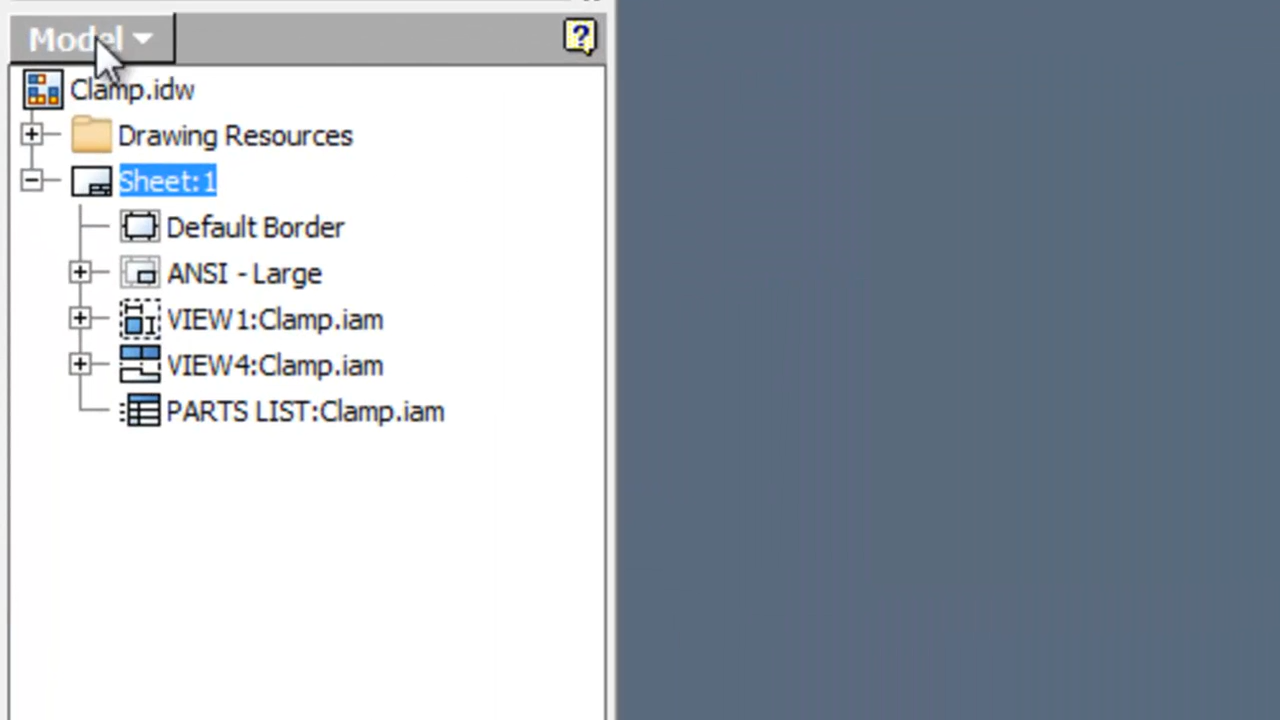 Model
?
Clamp.idw
Drawing Resources
Sheet:1
Default Border
ANSI - Large
VIEW1:Clamp.iam
VIEW4:Clamp.iam
PARTS LIST:Clamp.iam